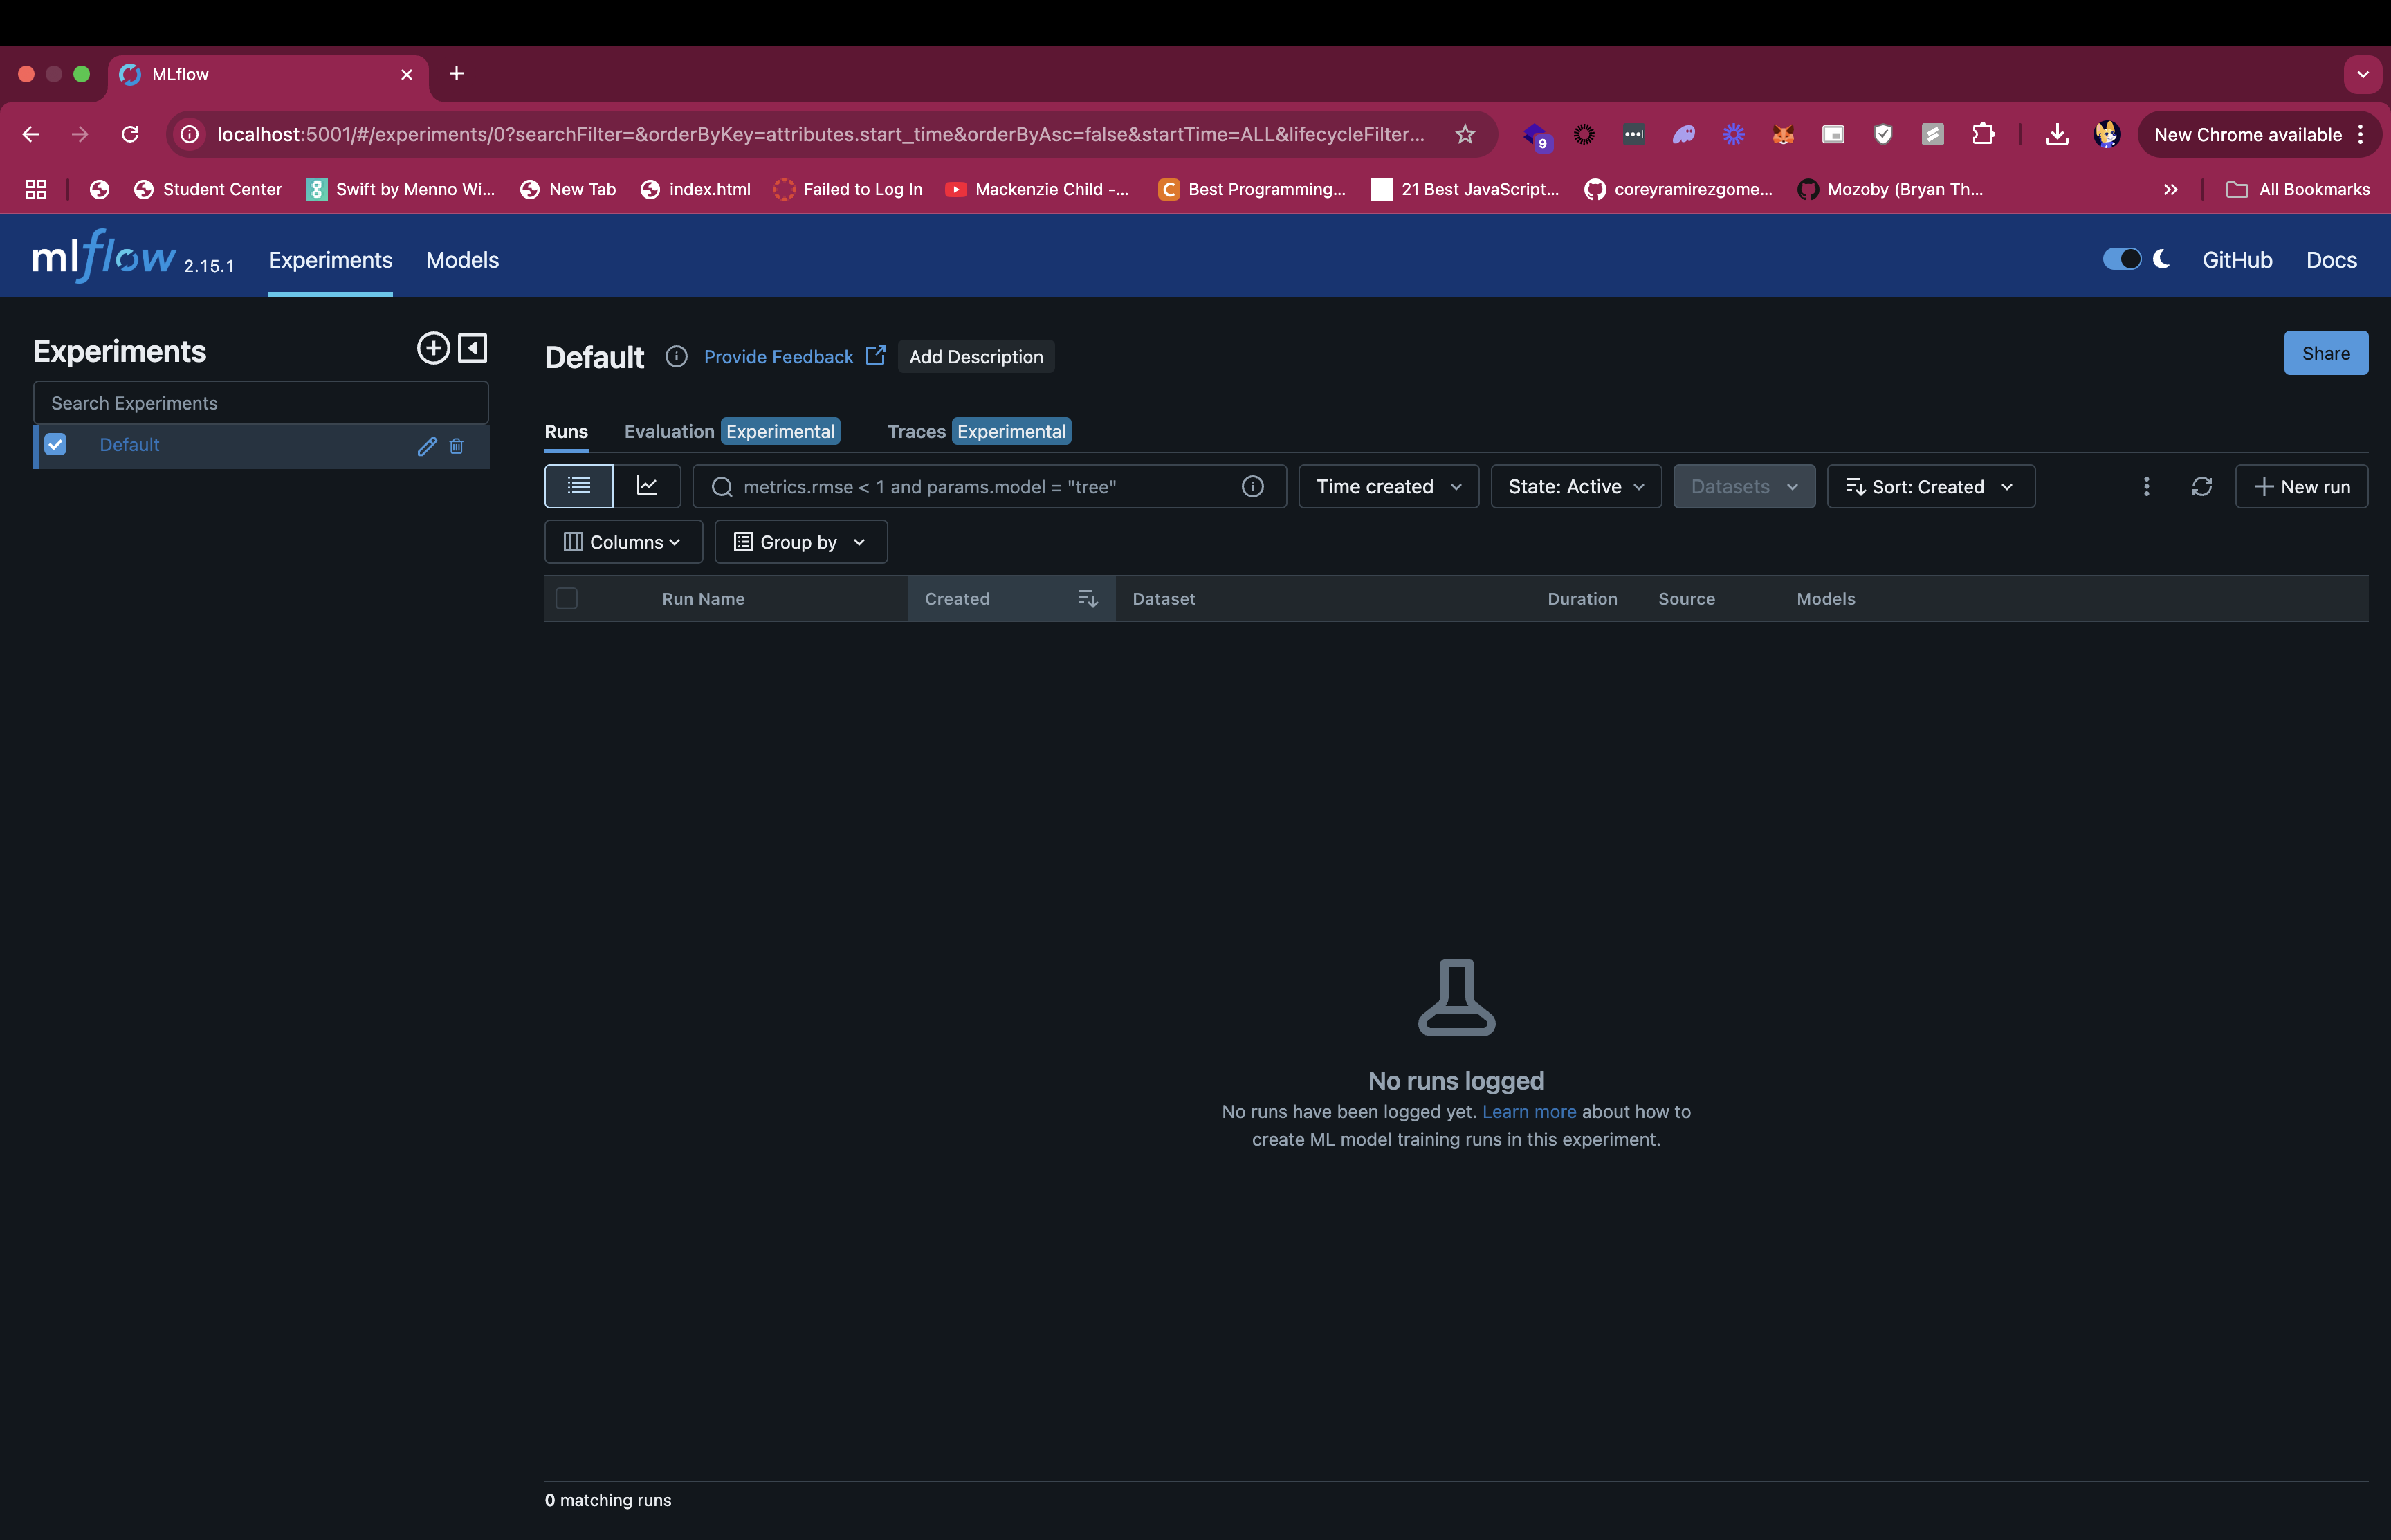 MLflow
localhost:5001/#/experiments/0?searchFilter=&orderByKey=attributes.start_time&orderByAsc=false&startTime=ALL&lifecycleFilter...
9
New Chrome available
Student Center
Swift by Menno Wi...
New Tab
index.html
Failed to Log In
Mackenzie Child -...
Best Programming...
21 Best JavaScript...
coreyramirezgome...
Mozoby (Bryan Th...
All Bookmarks
mlflow 2.15.1
Experiments
Models
GitHub
Docs
Experiments
Search Experiments
Default
Default
Provide Feedback
Add Description
Share
Runs
Evaluation Experimental
Traces Experimental
metrics.rmse < 1 and params.model = "tree"
Time created
State: Active
Datasets
Sort: Created
New run
Columns
Group by
Run Name
Created
Dataset
Duration
Source
Models
No runs logged
No runs have been logged yet. Learn more about how to
create ML model training runs in this experiment.
0 matching runs